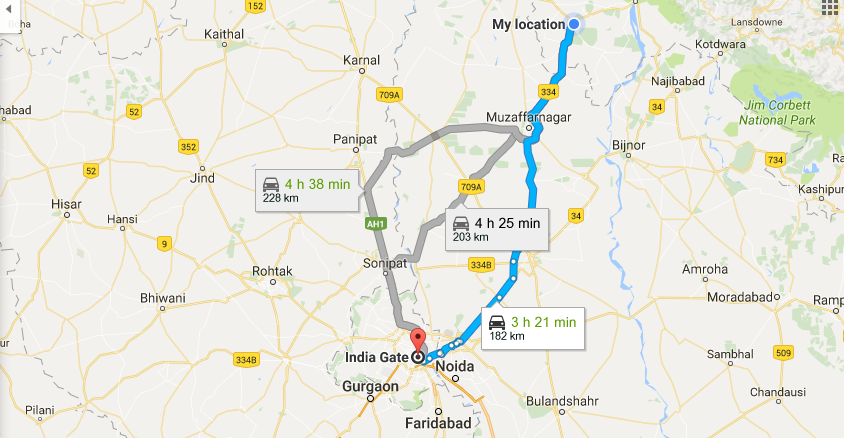 152
Kaithal
My location
Lansdowne
Kotdwara
Karnal
709A
334
Najibabad
34
Jim Corbett
National Park
52
Muzaffarnagar
352
Panipat
Bijnor
734
52
Jind
4 h 38 min
228 km
709A
Kashipur
Hisar
Hansi
AH1
4 h 25 min
203 km
34
9
Sonipat
334B
Rohtak
Amroha
Bhiwani
Moradabad
Ramp
3 h 21 min
182 km
334B
India Gate
Noida
Sambhal
509
Gurgaon
Chandausi
Pilani
Bulandshahr
Faridabad